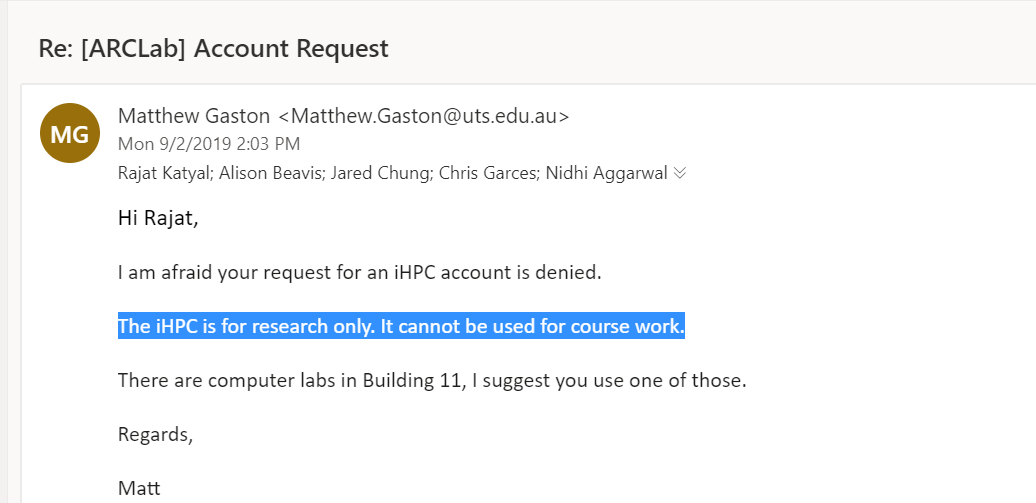 Re: [ARCLab] Account Request
MG
Matthew Gaston <Matthew.Gaston@uts.edu.au>
Mon 9/2/2019 2:03 PM
Rajat Katyal; Alison Beavis; Jared Chung; Chris Garces; Nidhi Aggarwal
Hi Rajat,
I am afraid your request for an iHPC account is denied.
The iHPC is for research only. It cannot be used for course work.
There are computer labs in Building 11, I suggest you use one of those.
Regards,
Matt